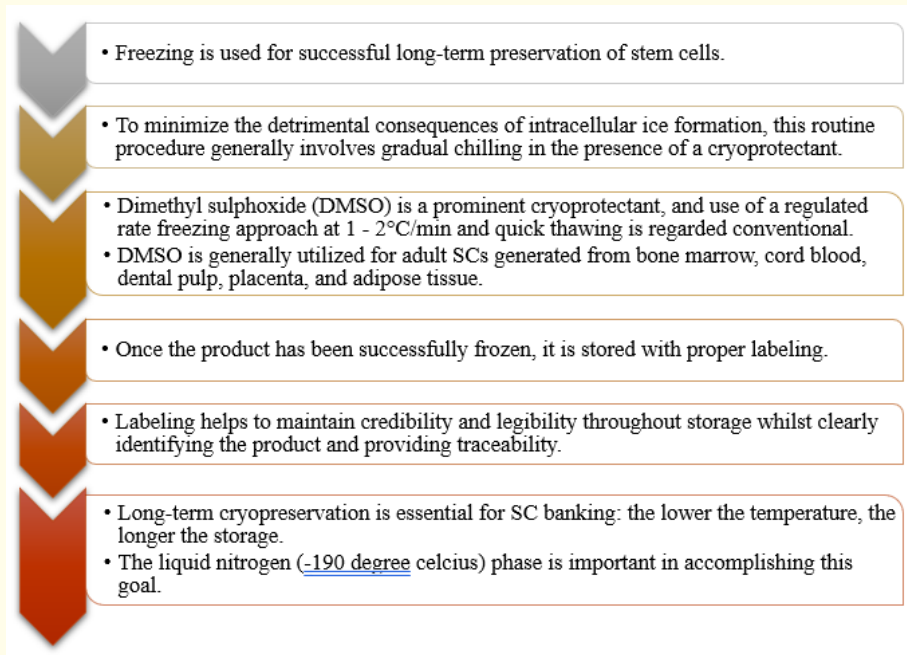 • Freezing is used for successful long-term preservation of stem cells.
• To minimize the detrimental consequences of intracellular ice formation, this routine
procedure generally involves gradual chilling in the presence of a cryoprotectant.
• Dimethyl sulphoxide (DMSO) is a prominent cryoprotectant, and use of a regulated
rate freezing approach at 1 - 2°C/min and quick thawing is regarded conventional.
• DMSO is generally utilized for adult SCs generated from bone marrow, cord blood,
dental pulp, placenta, and adipose tissue.
• Once the product has been successfully frozen, it is stored with proper labeling.
• Labeling helps to maintain credibility and legibility throughout storage whilst clearly
identifying the product and providing traceability.
• Long-term cryopreservation is essential for SC banking: the lower the temperature, the
longer the storage.
• The liquid nitrogen (-190 degree celcius) phase is important in accomplishing this
goal.